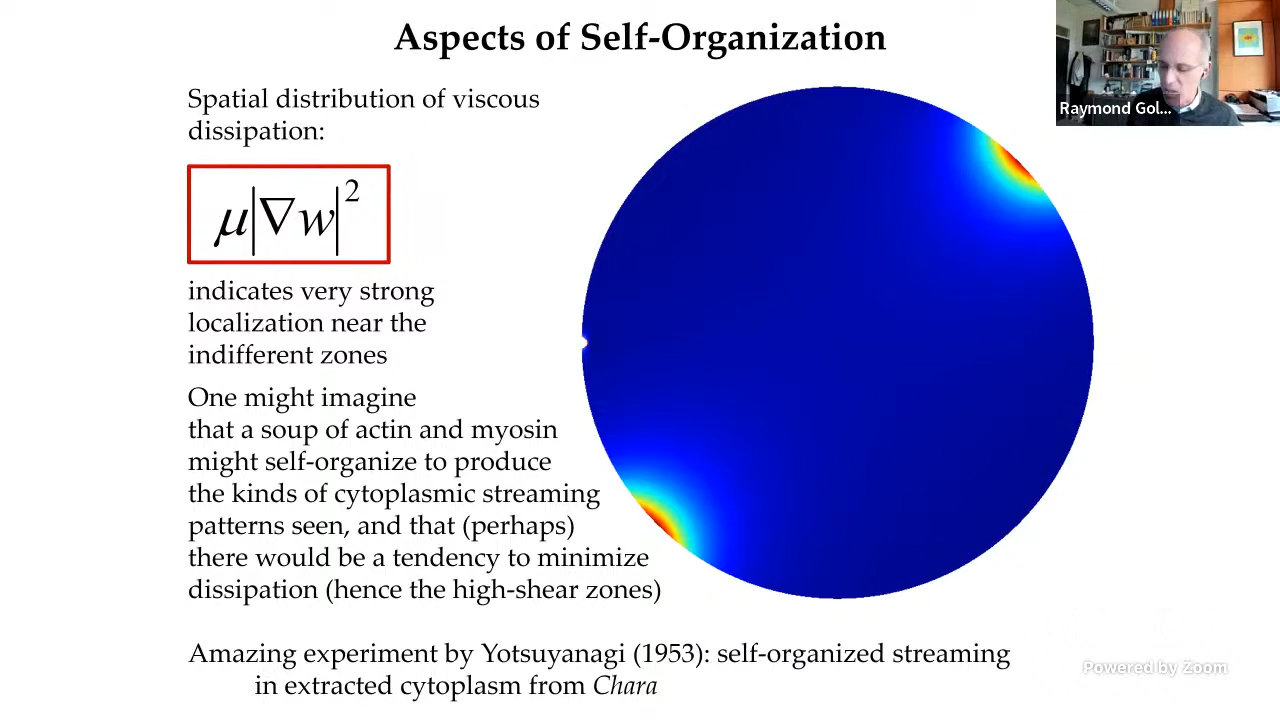 Aspects of Self-Organization
Raymond Gol...
Spatial distribution of viscous
dissipation:
μ|∇w|²
indicates very strong
localization near the
indifferent zones
One might imagine
that a soup of actin and myosin
might self-organize to produce
the kinds of cytoplasmic streaming
patterns seen, and that (perhaps)
there would be a tendency to minimize
dissipation (hence the high-shear zones)
Amazing experiment by Yotsuyanagi (1953): self-organized streaming
in extracted cytoplasm from Chara
Powered by Zoom